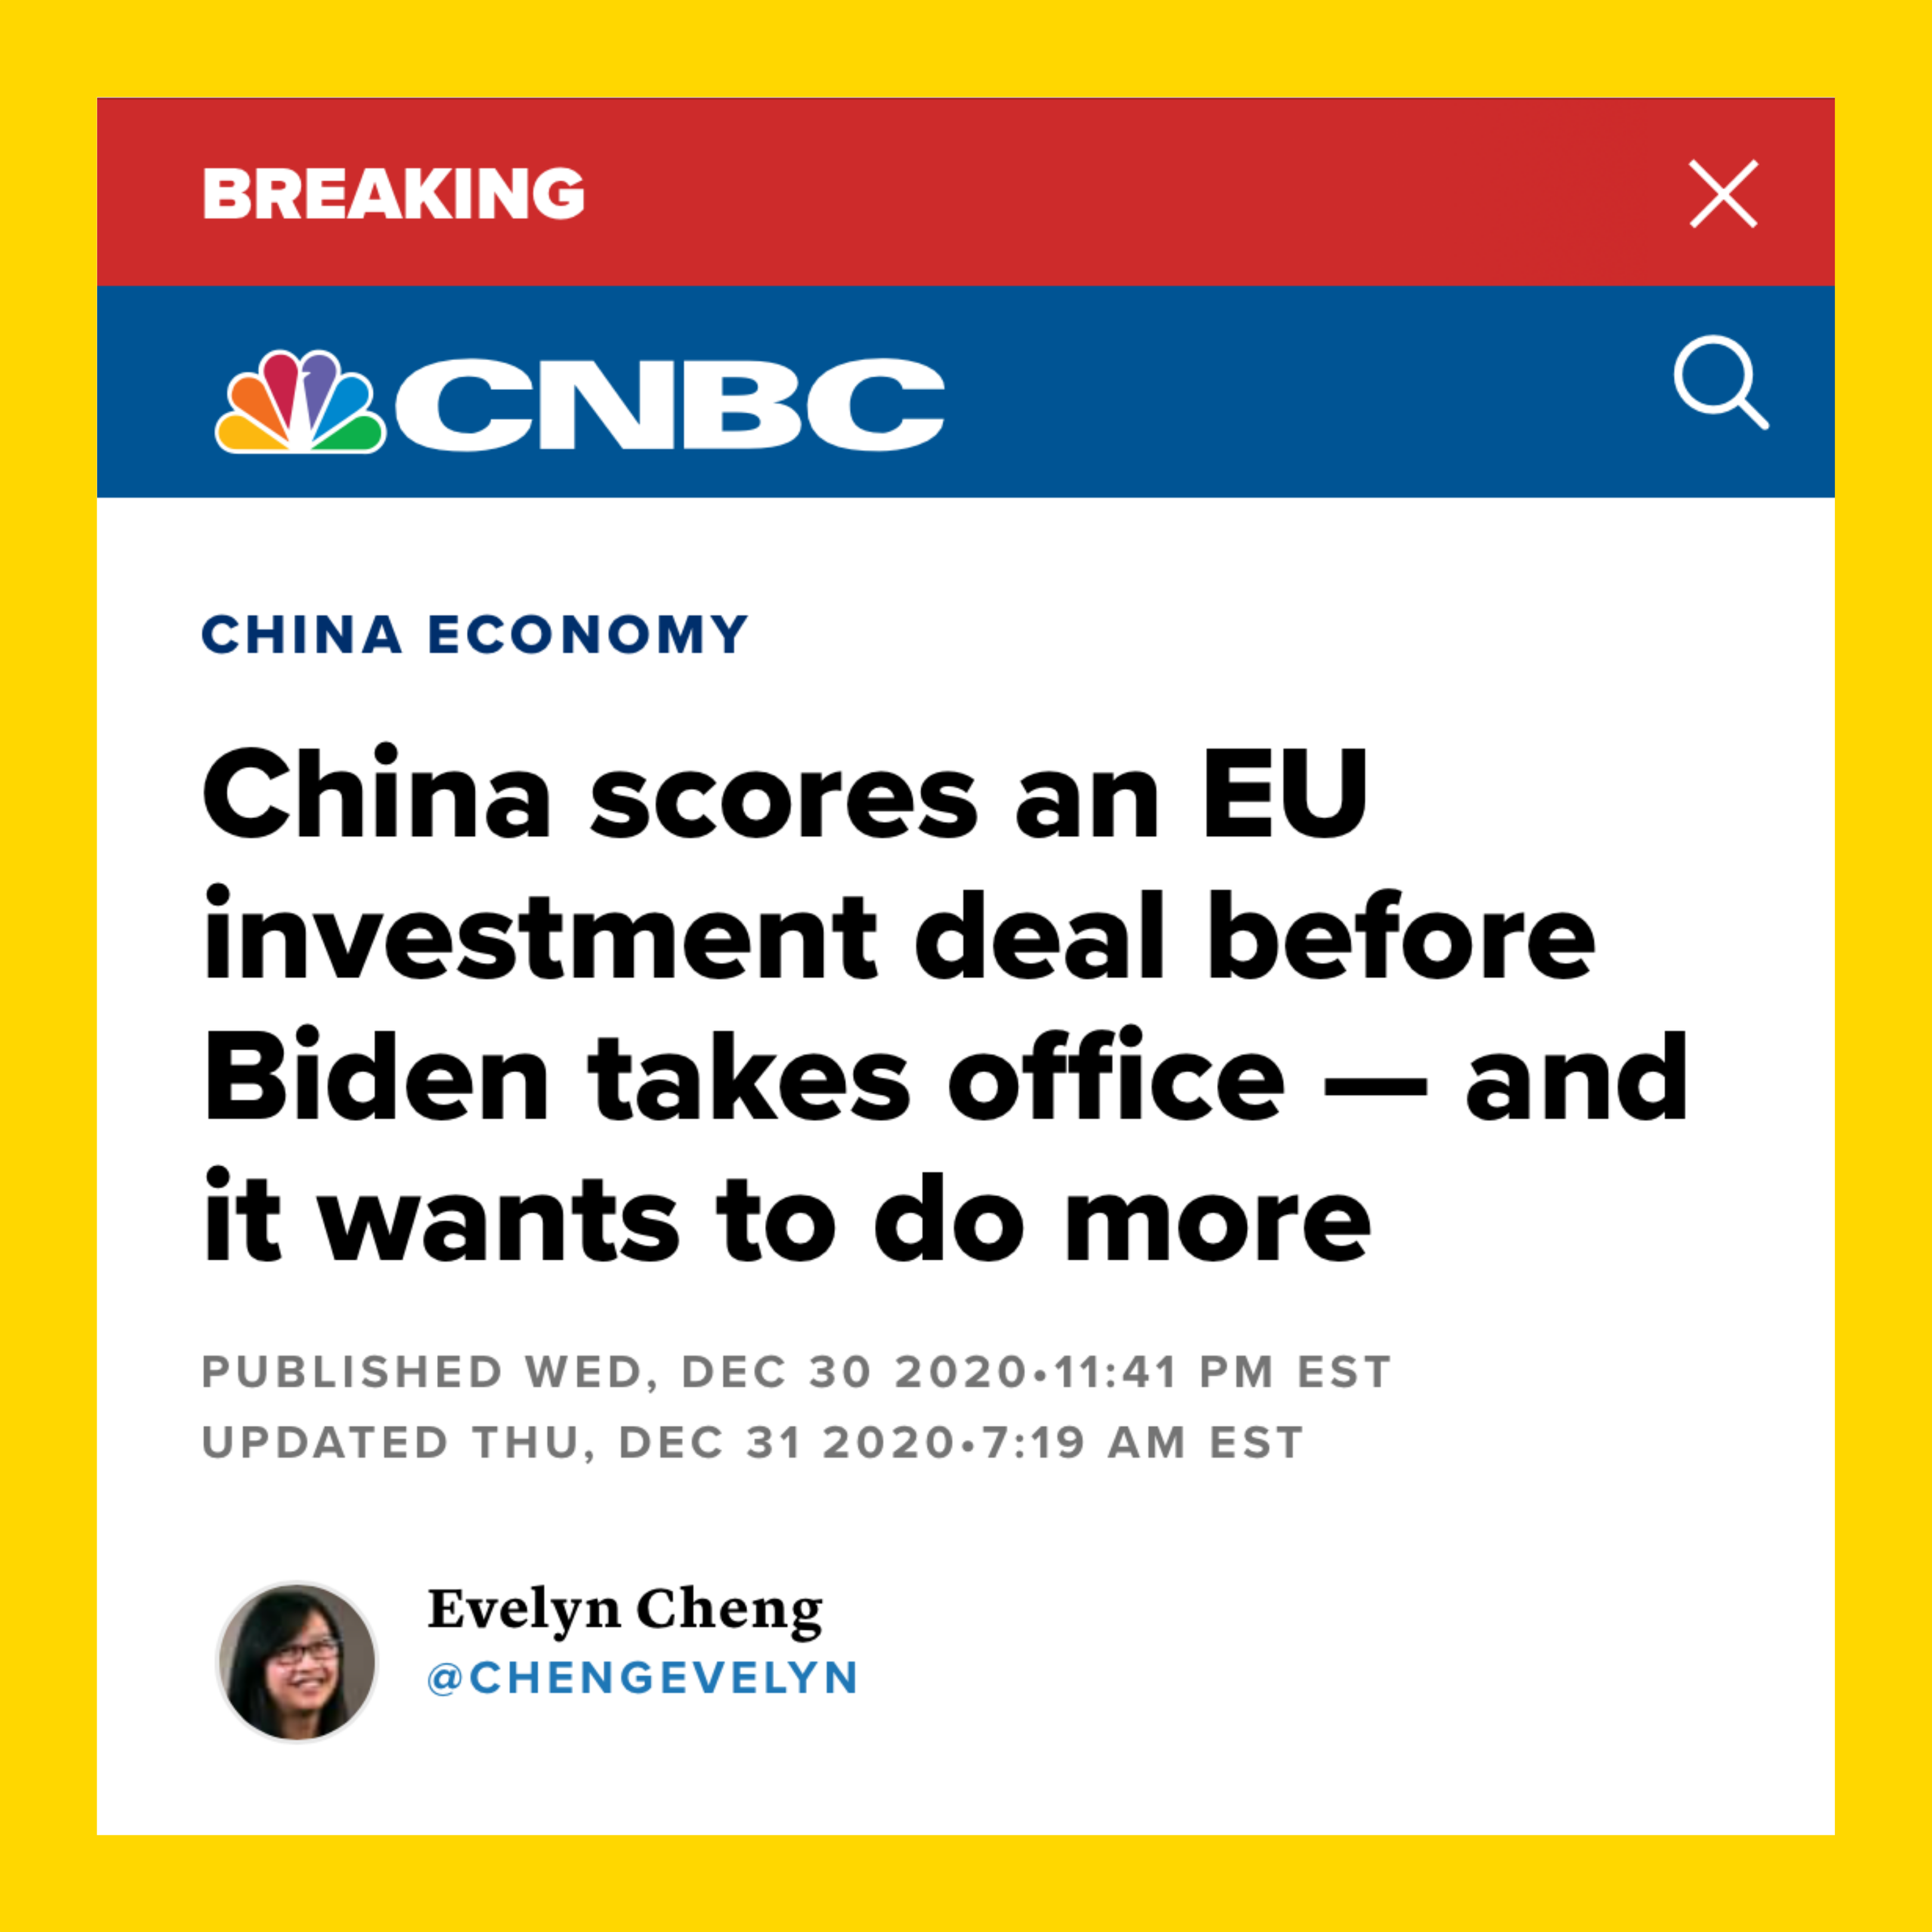 BREAKING
CNBC
CHINA ECONOMY
China scores an EU
investment deal before
Biden takes office — and
it wants to do more
PUBLISHED WED, DEC 30 2020•11:41 PM EST
UPDATED THU, DEC 31 2020•7:19 AM EST
Evelyn Cheng
@CHENGEVELYN